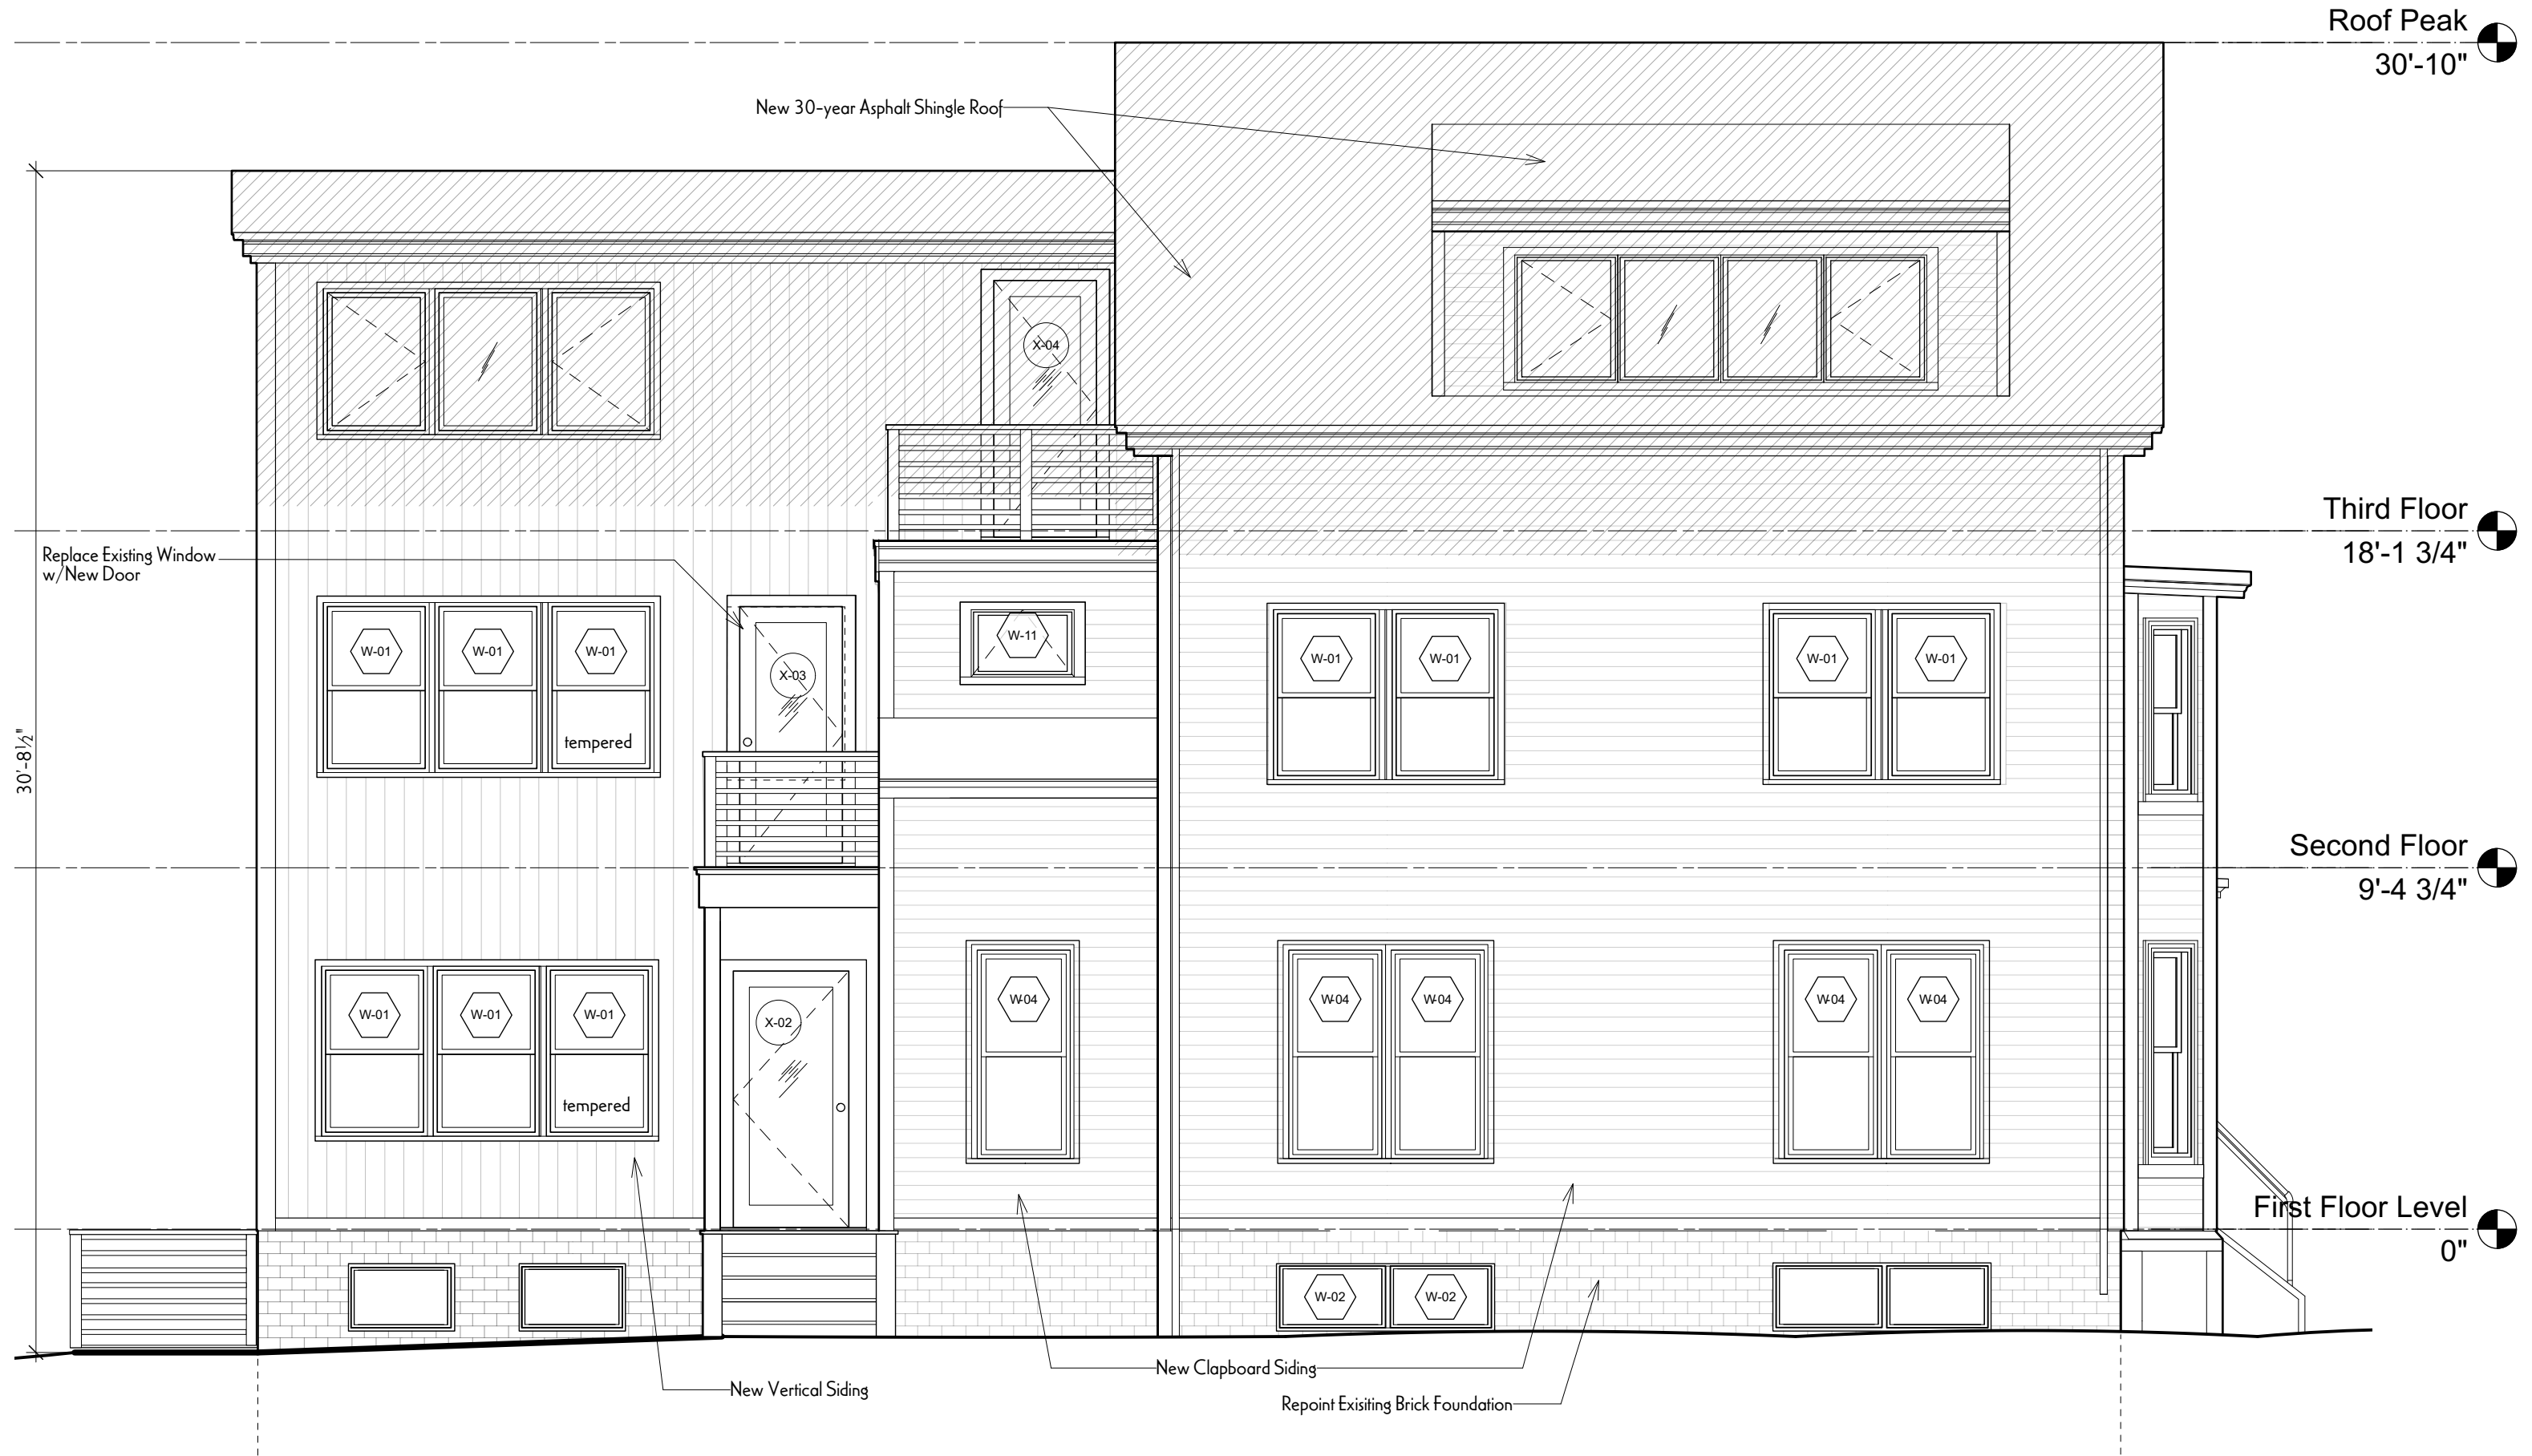 Roof Peak
30'-10"
New 30-year Asphalt Shingle Roof
X-04
Third Floor
18'-1 3/4"
Replace Existing Window
w/New Door
W-01
W-01
W-01
tempered
X-03
W-11
W-01
W-01
W-01
W-01
30'-8½"
Second Floor
9'-4 3/4"
W-01
W-01
W-01
tempered
X-02
W-04
W-04
W-04
W-04
W-04
First Floor Level
0"
W-02
W-02
New Clapboard Siding
New Vertical Siding
Repoint Exisiting Brick Foundation